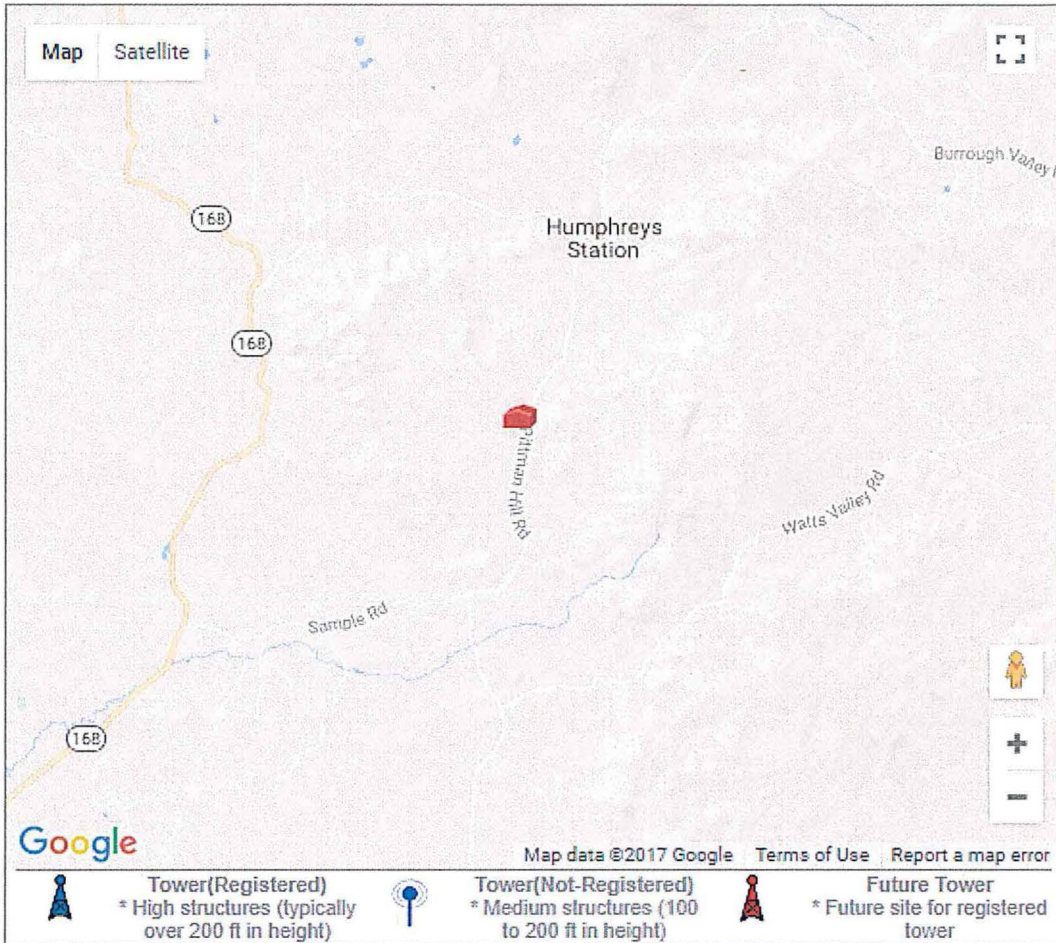 Map Satellite
Burrough Valley
168
Humphreys
Station
168
Pittman Hill Rd
Watts Valley Rd
Sample Rd
168
Google
Map data ©2017 Google Terms of Use Report a map error
Tower(Registered)
* High structures (typically
over 200 ft in height)
Tower(Not-Registered)
* Medium structures (100
to 200 ft in height)
Future Tower
* Future site for registered
tower